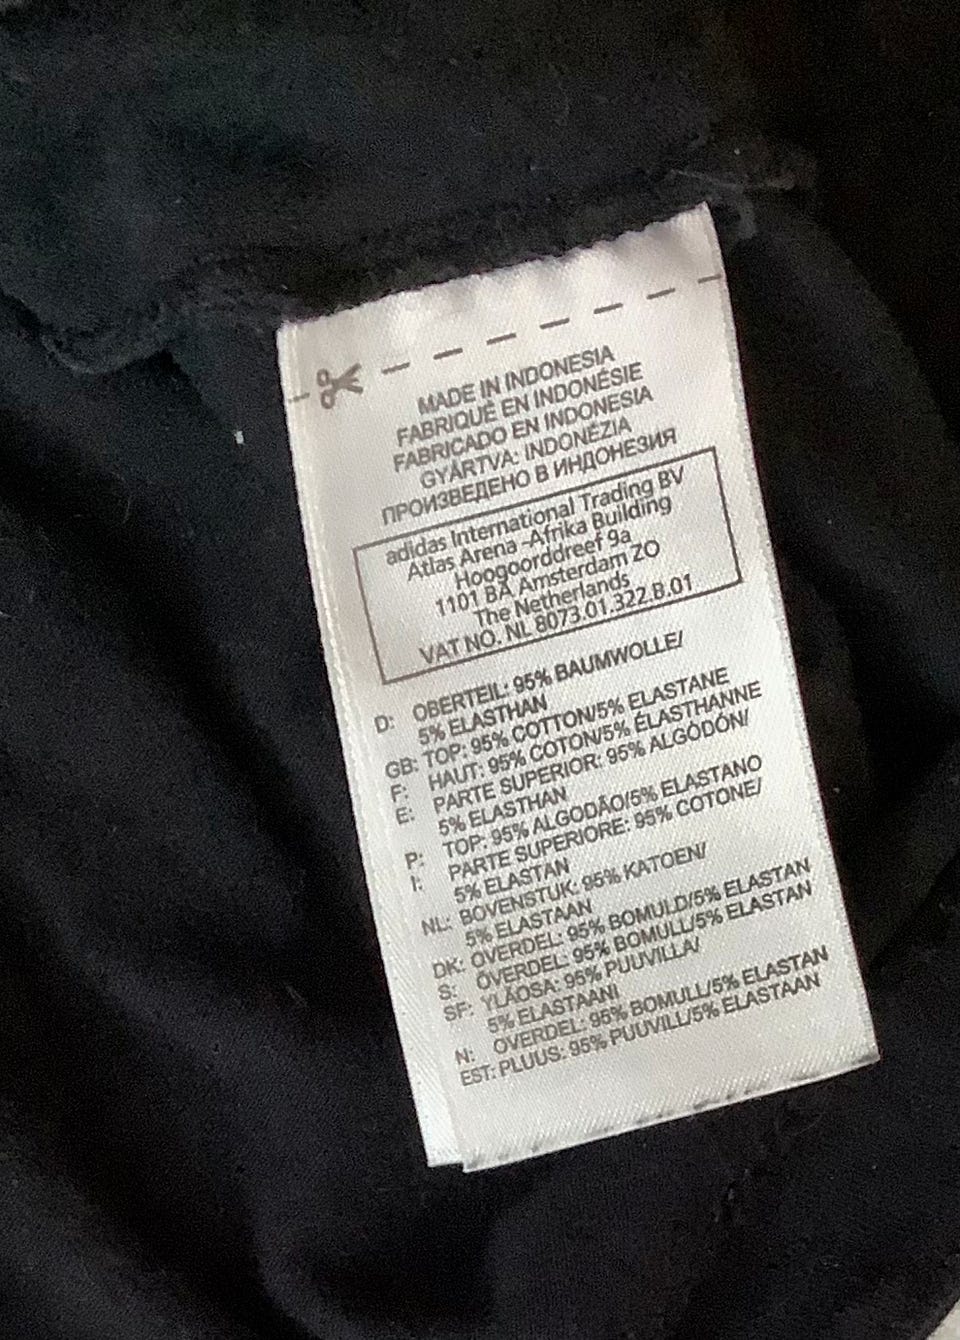 MADE IN INDONESIA
FABRIQUÉ EN INDONÉSIE
FABRICADO EN INDONESIA
GYÁRTVA: INDONÉZIA
ПРОИЗВЕДЕНО В ИНДОНЕЗИЯ
adidas International Trading BV
Atlas Arena -Afrika Building
Hoogoorddreef 9a
1101 BA Amsterdam ZO
The Netherlands
VAT NO. NL 8073.01.322.B.01
D: OBERTEIL: 95% BAUMWOLLE/
5% ELASTHAN
GB: TOP: 95% COTTON/5% ELASTANE
F: HAUT: 95% COTON/5% ÉLASTHANNE
E: PARTE SUPERIOR: 95% ALGODÓN/
5% ELASTHAN
P: TOP: 95% ALGODÃO/5% ELASTANO
I: PARTE SUPERIORE: 95% COTONE/
5% ELASTAN
NL: BOVENSTUK: 95% KATOEN/
5% ELASTAAN
DK: OVERDEL: 95% BOMULD/5% ELASTAN
S: ÖVERDEL: 95% BOMULL/5% ELASTAN
SF: YLÄOSA: 95% PUUVILLA/
5% ELASTAANI
N: OVERDEL: 95% BOMULL/5% ELASTAN
EST: PLUUS: 95% PUUVILL/5% ELASTAAN